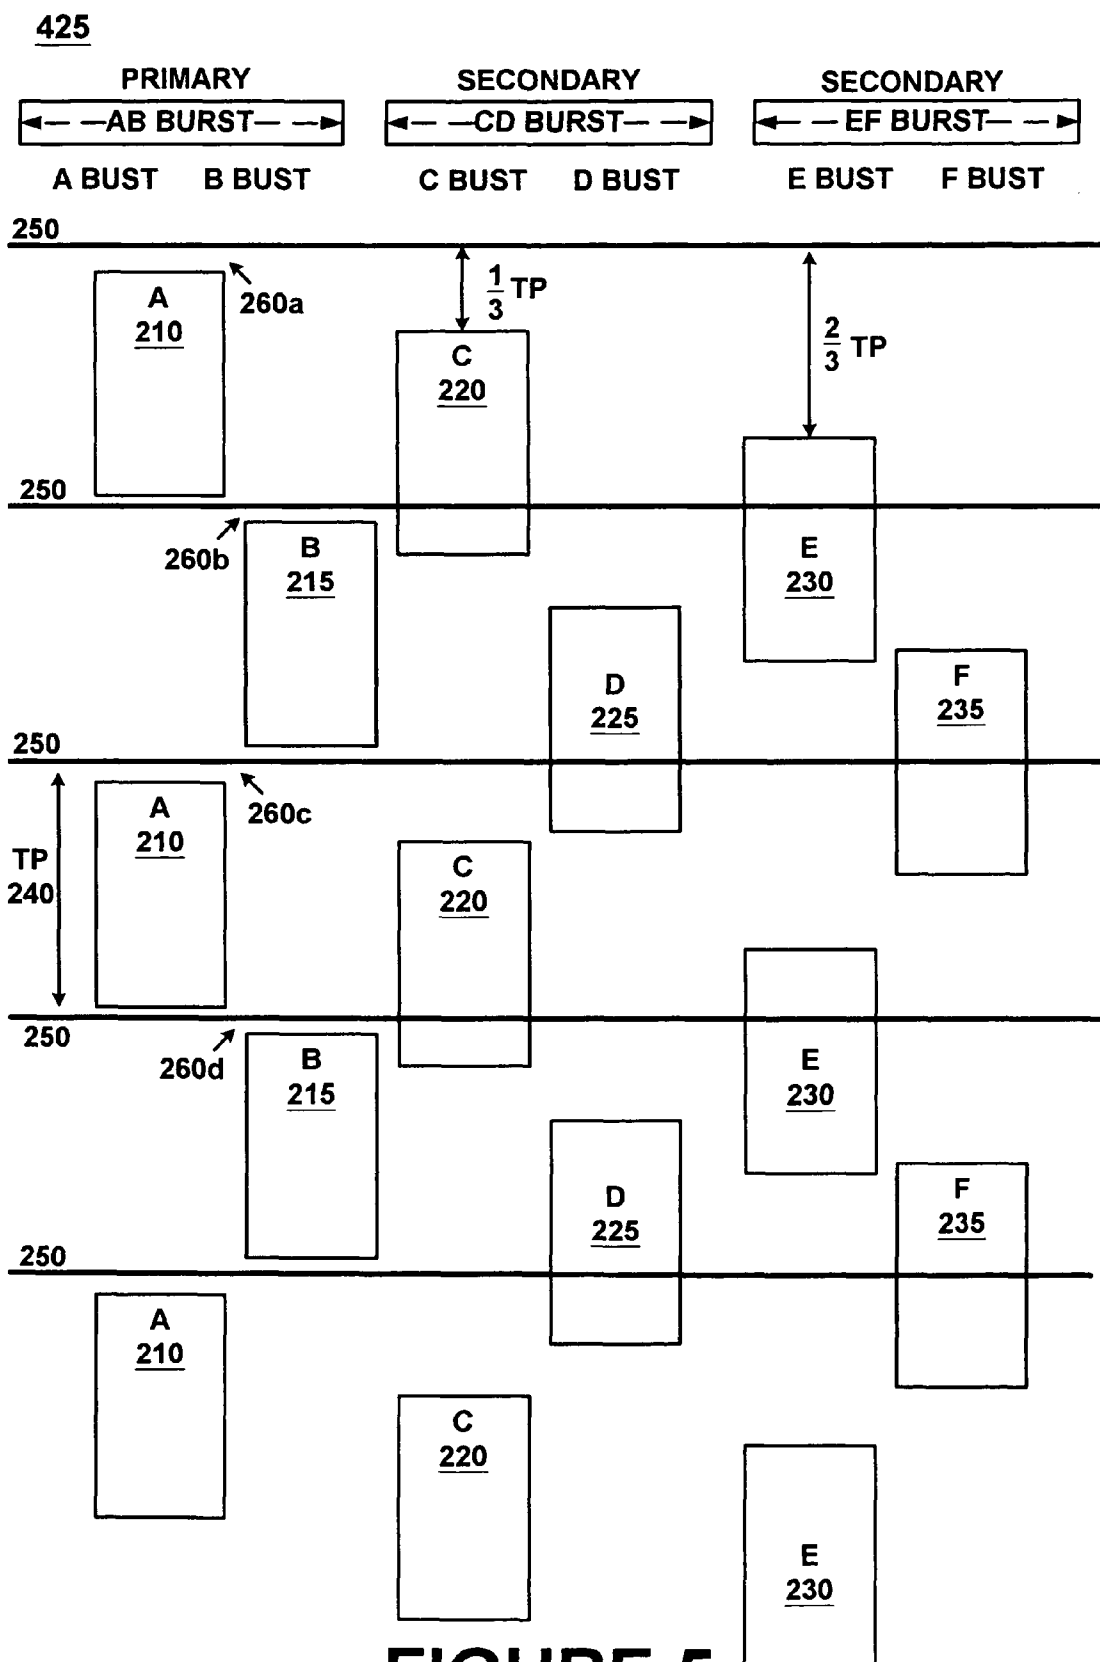 425
PRIMARY SECONDARY SECONDARY
AB BURST CD BURST EF BURST
A BUST B BUST C BUST D BUST E BUST F BUST
250
A
210
260a
1/3 TP
2/3 TP
C
220
250
260b
B
215
E
230
D
225
F
235
250
A
210
260c
TP
240
C
220
250
260d
B
215
E
230
D
225
F
235
250
A
210
C
220
E
230
FIGURE 5